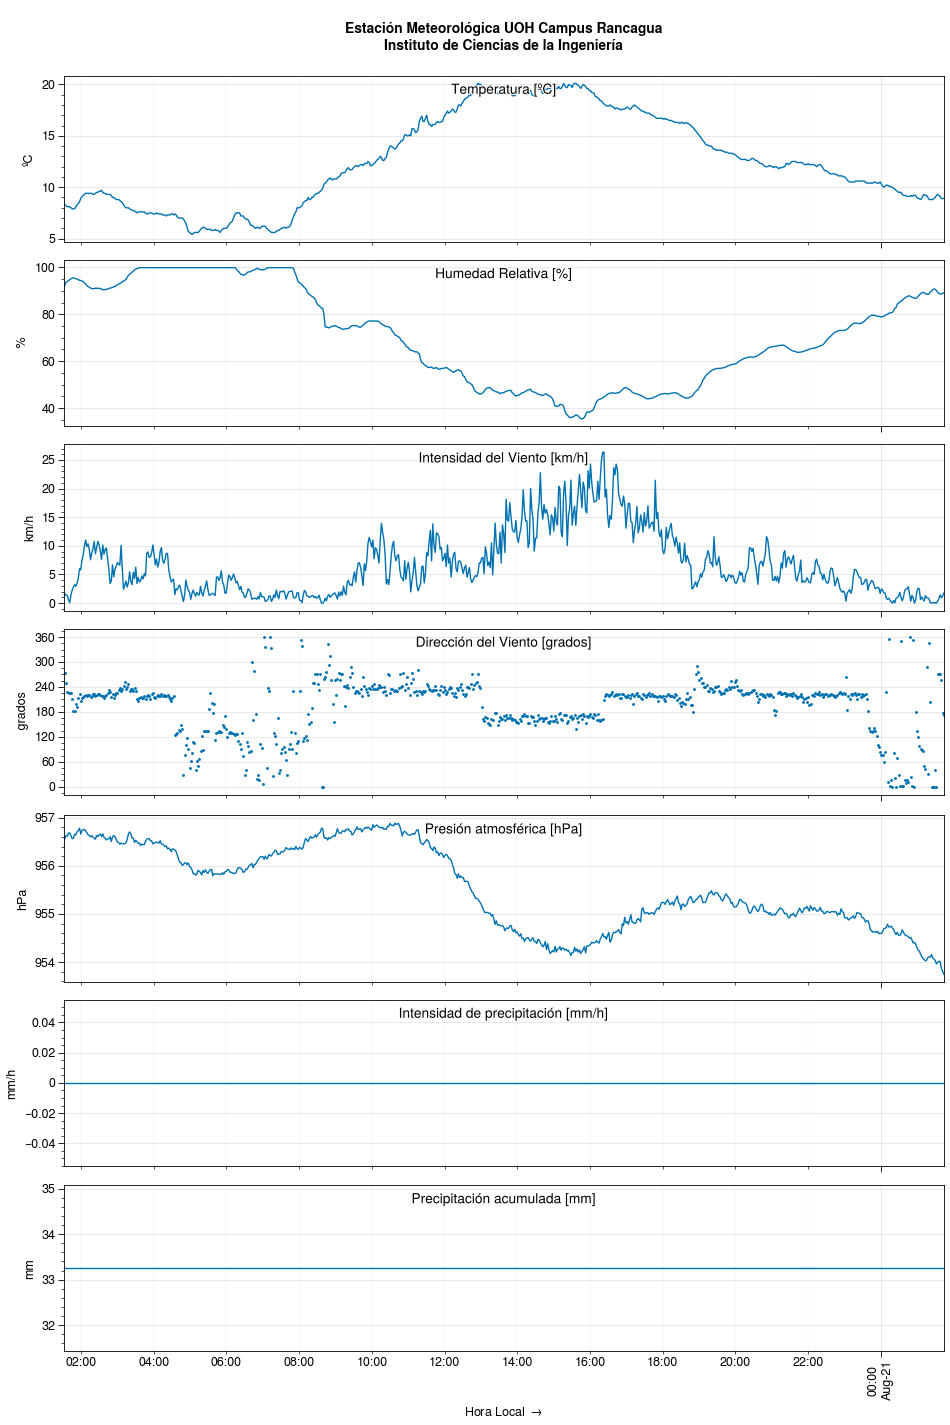 Estación Meteorológica UOH Campus Rancagua
Instituto de Ciencias de la Ingeniería
Temperatura [ºC]
ºC
20
15
10
5
Humedad Relativa [%]
%
100
80
60
40
Intensidad del Viento [km/h]
km/h
25
20
15
10
5
0
Dirección del Viento [grados]
grados
360
300
240
180
120
60
0
Presión atmosférica [hPa]
hPa
957
956
955
954
Intensidad de precipitación [mm/h]
mm/h
0.04
0.02
0
−0.02
−0.04
Precipitación acumulada [mm]
mm
35
34
33
32
02:00 04:00 06:00 08:00 10:00 12:00 14:00 16:00 18:00 20:00 22:00 00:00
Aug-21
Hora Local →